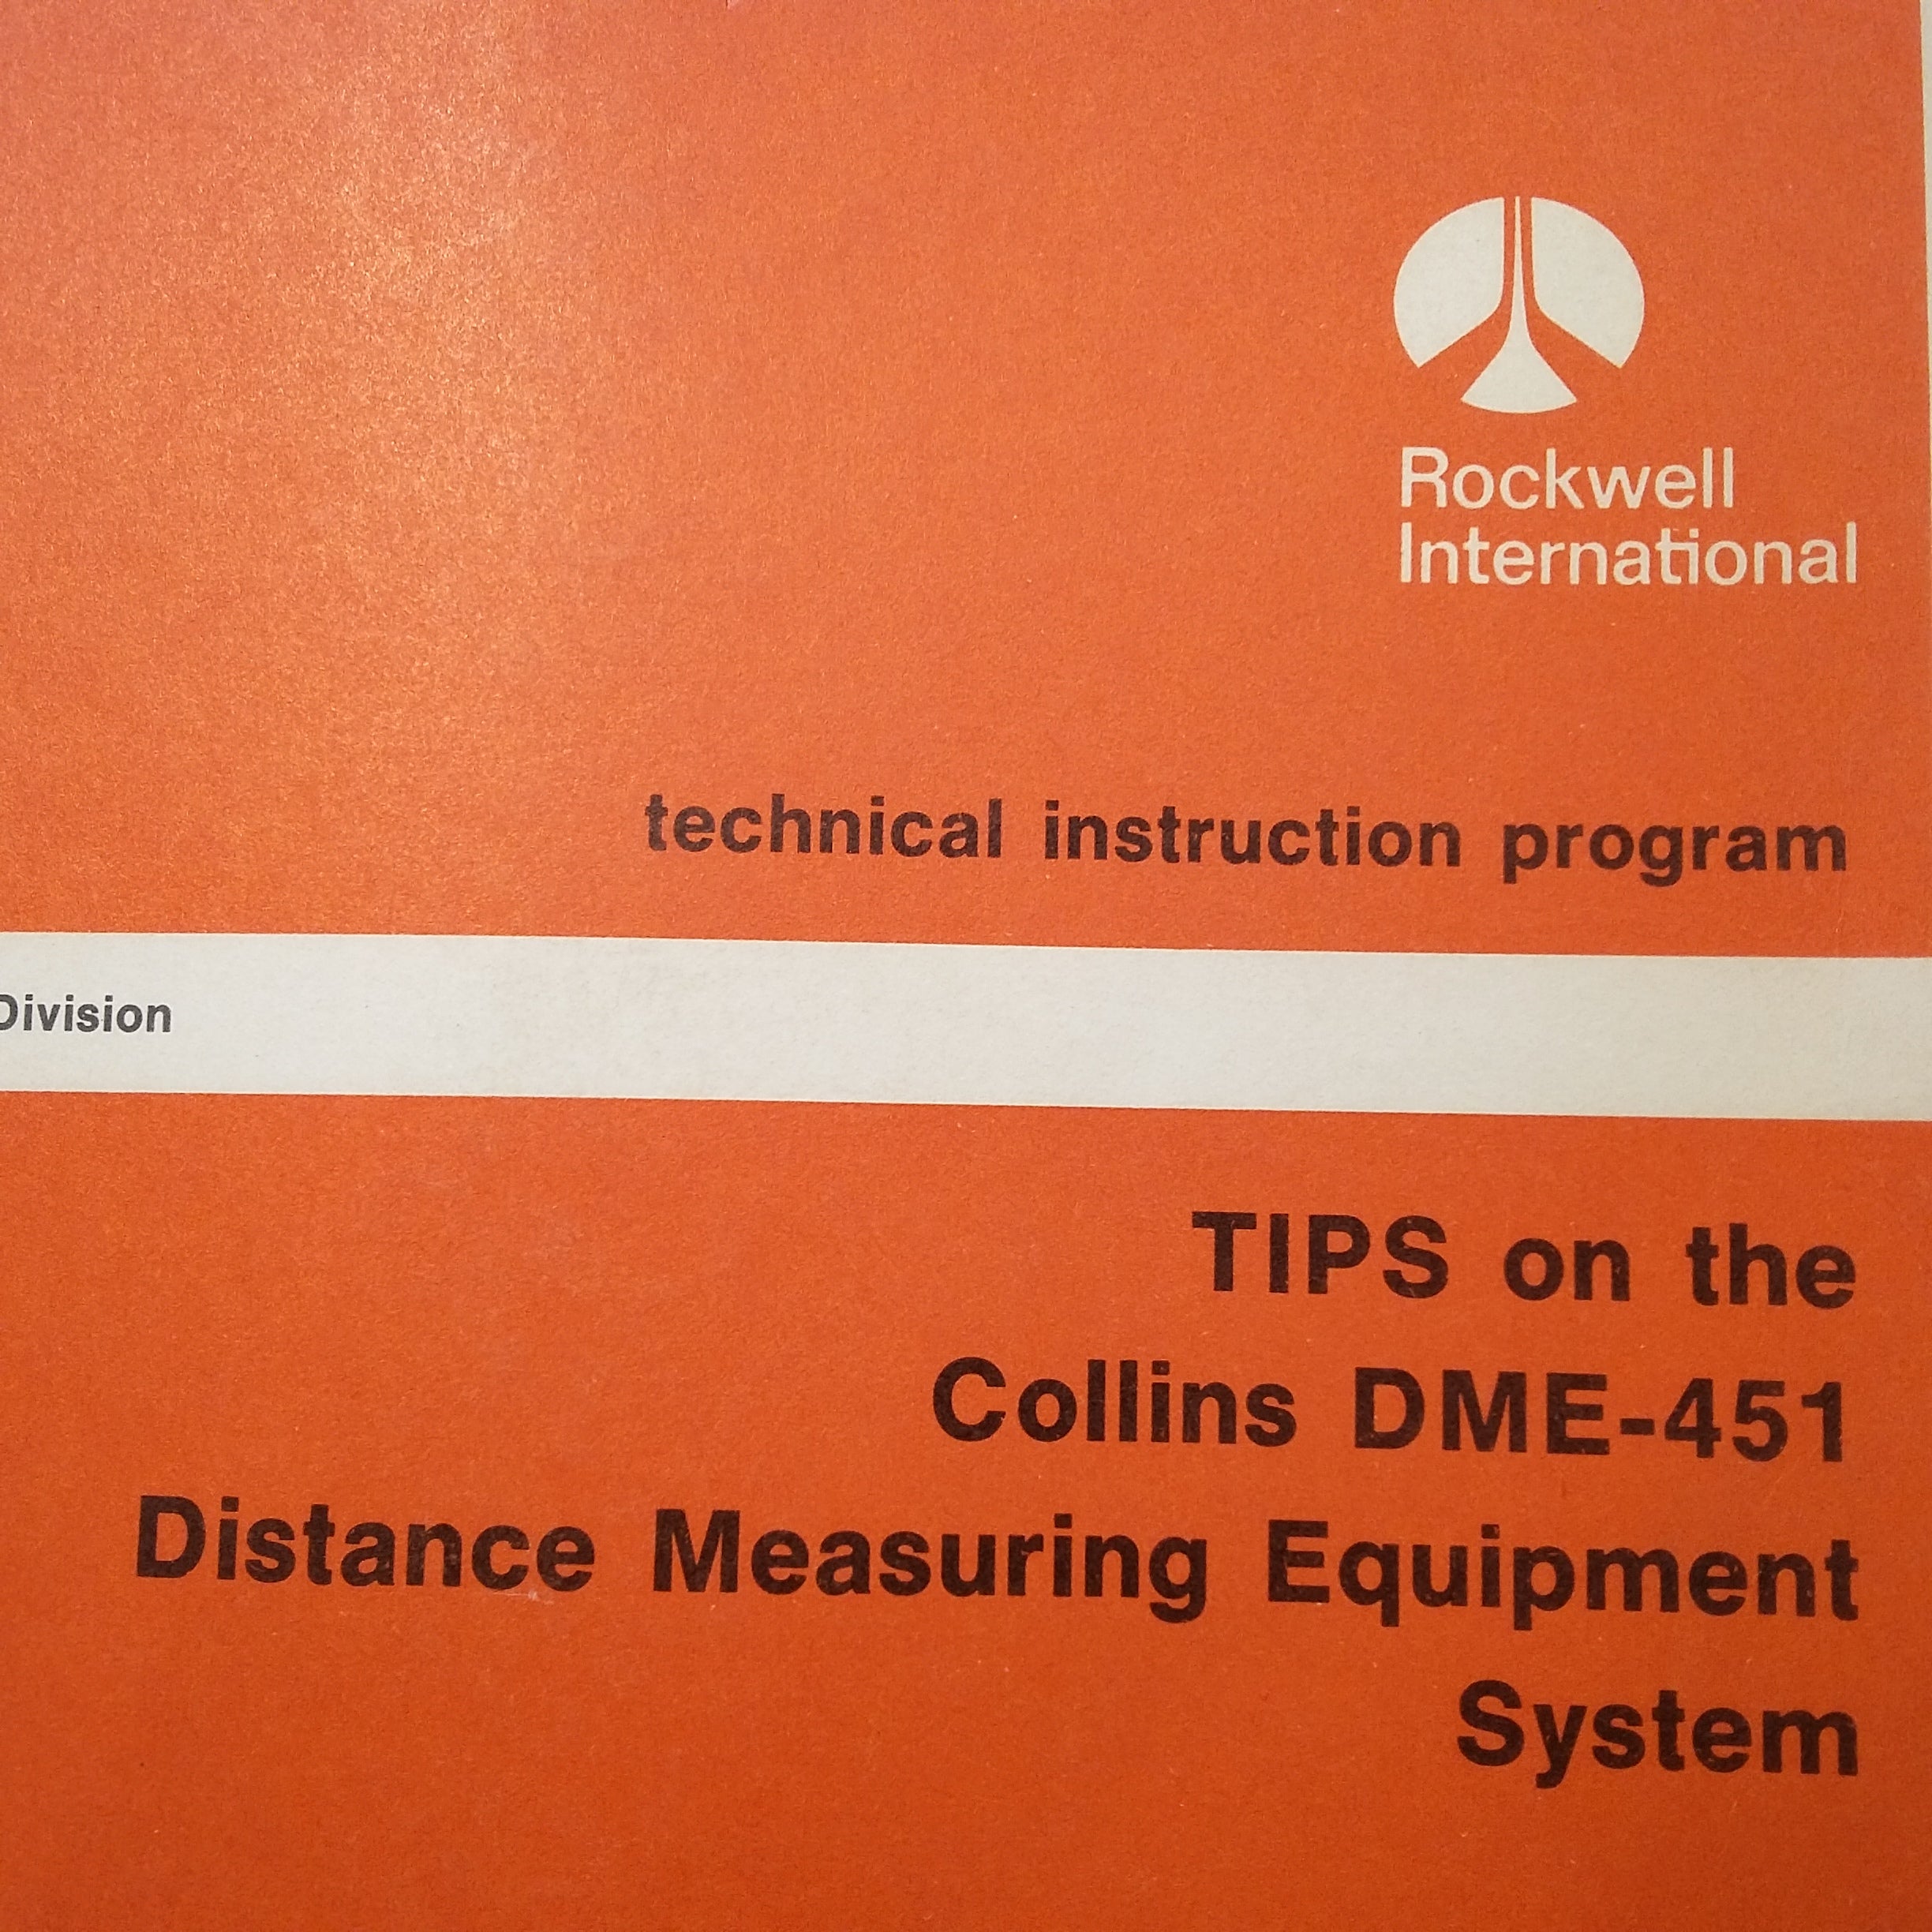 Rockwell
International
technical instruction program
Division
TIPS on the
Collins DME-451
Distance Measuring Equipment
System